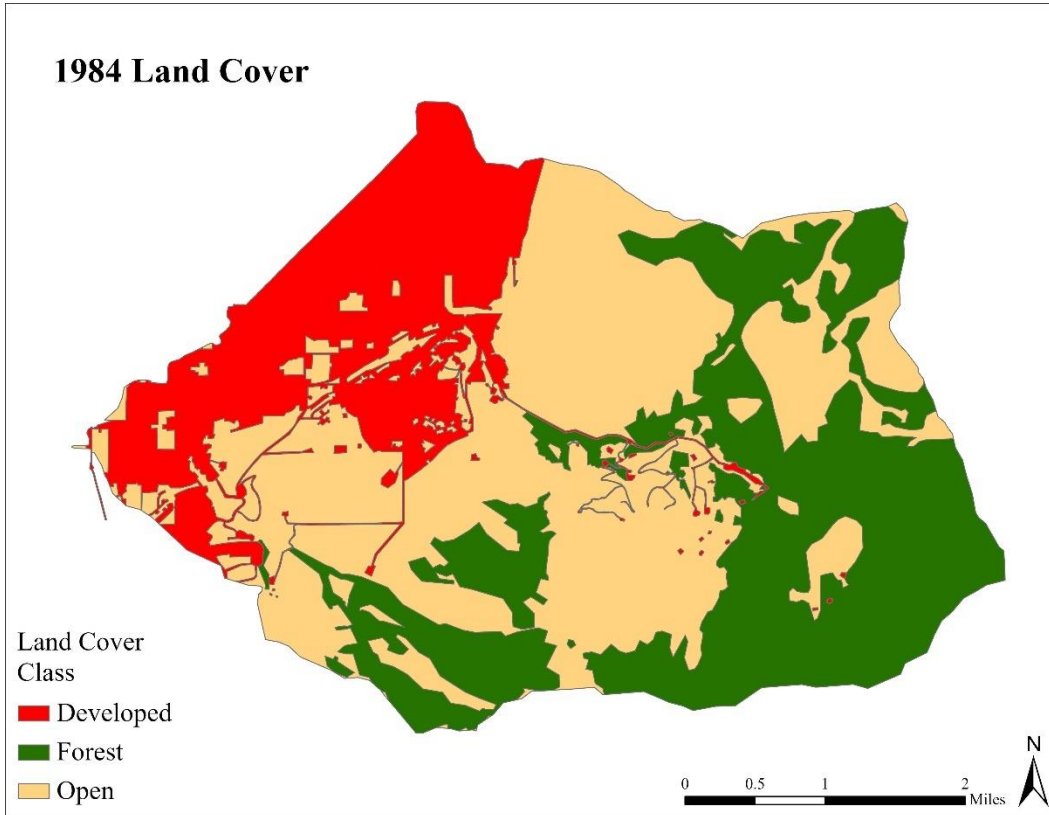 1984 Land Cover
Land Cover
Class
Developed
Forest
Open
N
0 0.5 1 2
Miles